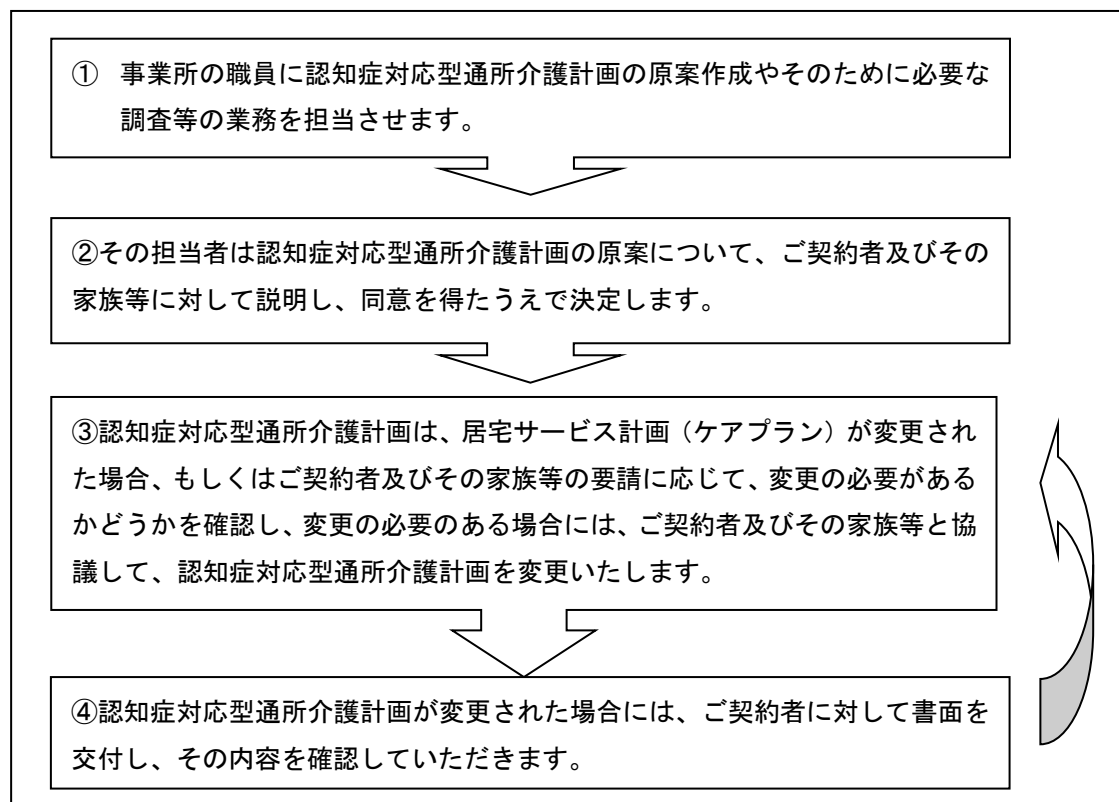 ① 事業所の職員に認知症対応型通所介護計画の原案作成やそのために必要な
調査等の業務を担当させます。
②その担当者は認知症対応型通所介護計画の原案について、ご契約者及びその
家族等に対して説明し、同意を得たうえで決定します。
③認知症対応型通所介護計画は、居宅サービス計画（ケアプラン）が変更され
た場合、もしくはご契約者及びその家族等の要請に応じて、変更の必要がある
かどうかを確認し、変更の必要のある場合には、ご契約者及びその家族等と協
議して、認知症対応型通所介護計画を変更いたします。
④認知症対応型通所介護計画が変更された場合には、ご契約者に対して書面を
交付し、その内容を確認していただきます。